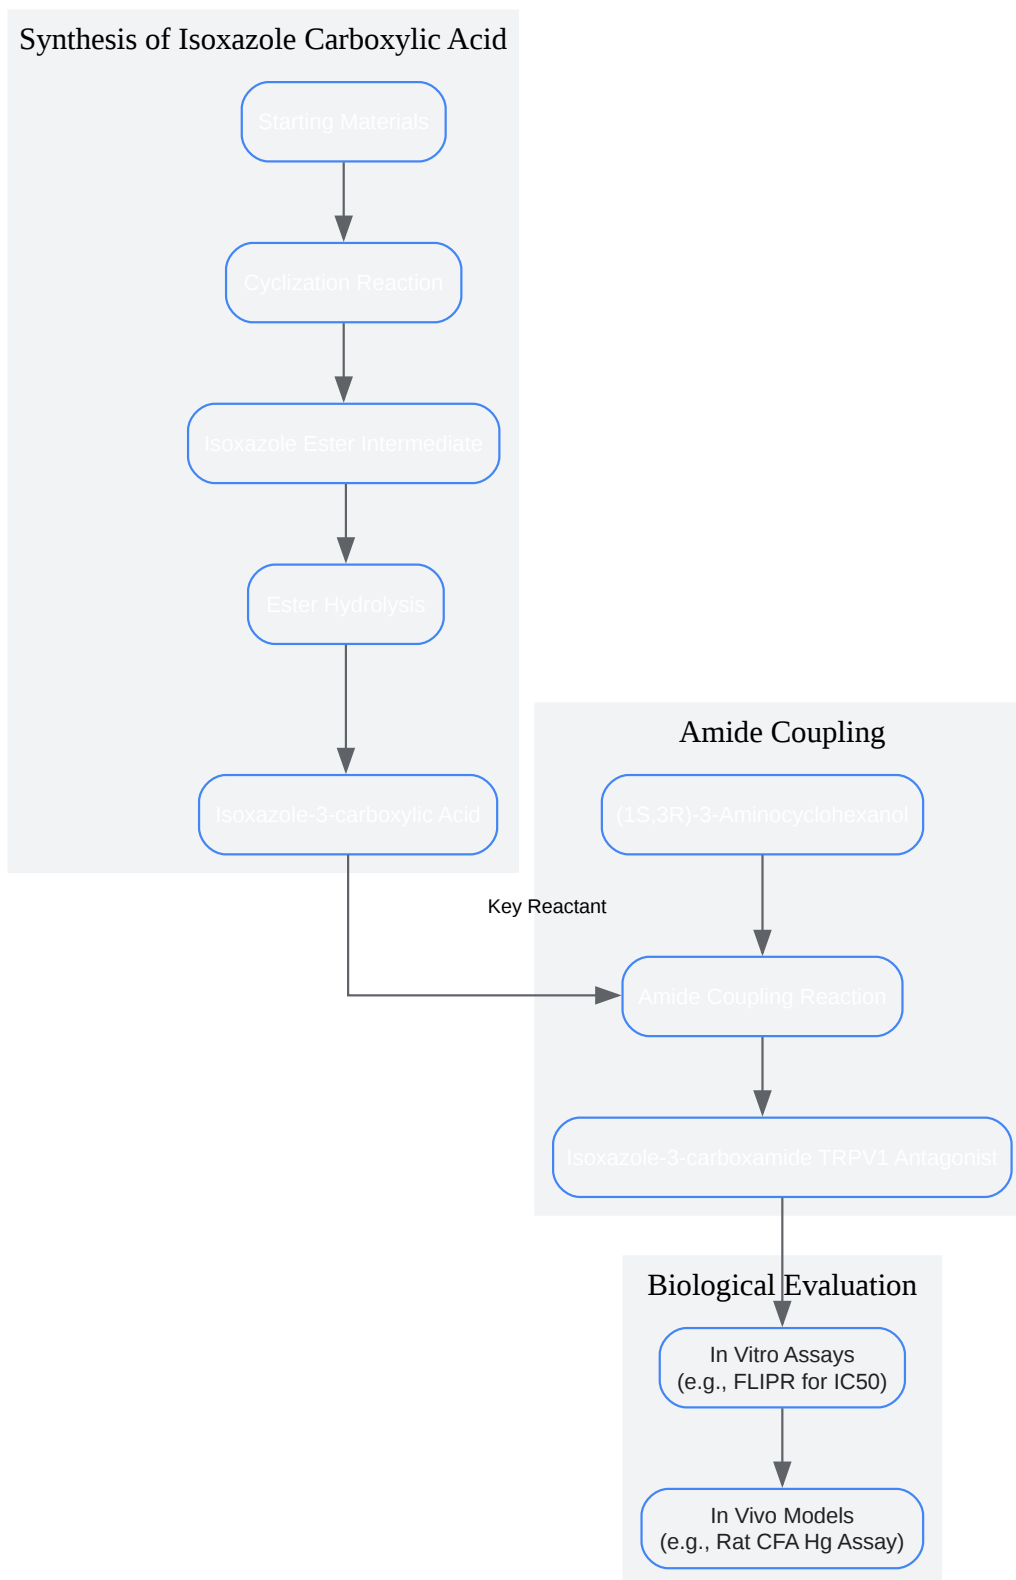 Synthesis of Isoxazole Carboxylic Acid
Starting Materials
Cyclization Reaction
Isoxazole Ester Intermediate
Ester Hydrolysis
Isoxazole-3-carboxylic Acid
Amide Coupling
(1S,3R)-3-Aminocyclohexanol
Key Reactant
Amide Coupling Reaction
Isoxazole-3-carboxamide TRPV1 Antagonist
Biological Evaluation
In Vitro Assays
(e.g., FLIPR for IC50)
In Vivo Models
(e.g., Rat CFA Hg Assay)